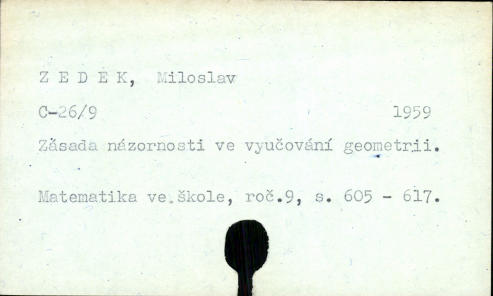 Z E D E K, Miloslav
C-26/9 1959
Zásada názornosti ve vyučování geometrii.
Matematika ve škole, roč.9, s. 605 - 617.